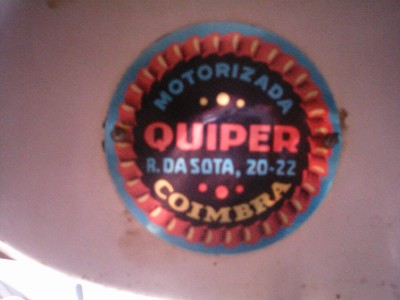 MOTORIZADA
QUIPER
R. DA SOTA, 20-22
COIMBRA